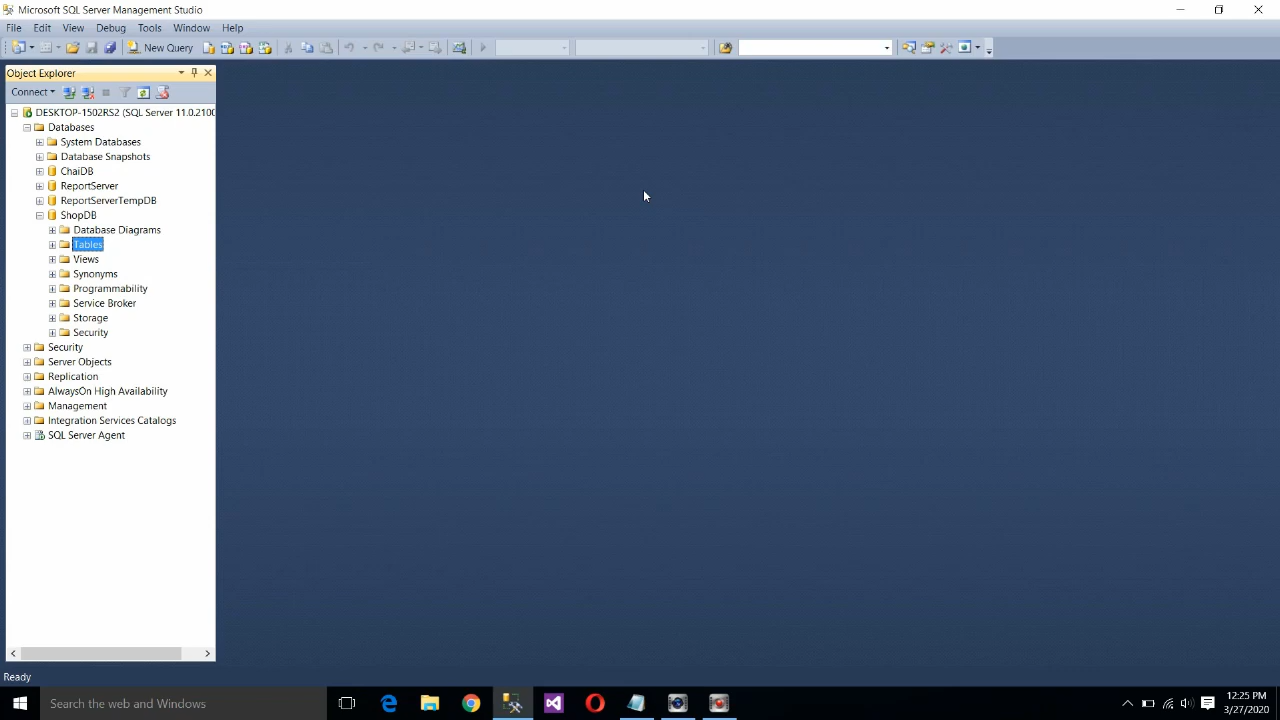 Microsoft SQL Server Management Studio
File Edit View Debug Tools Window Help
New Query
Object Explorer
Connect
DESKTOP-1502RS2 (SQL Server 11.0.2100
Databases
System Databases
Database Snapshots
ChaiDB
ReportServer
ReportServerTempDB
ShopDB
Database Diagrams
Tables
Views
Synonyms
Programmability
Service Broker
Storage
Security
Security
Server Objects
Replication
AlwaysOn High Availability
Management
Integration Services Catalogs
SQL Server Agent
Ready
Search the web and Windows
12:25 PM
3/27/2020